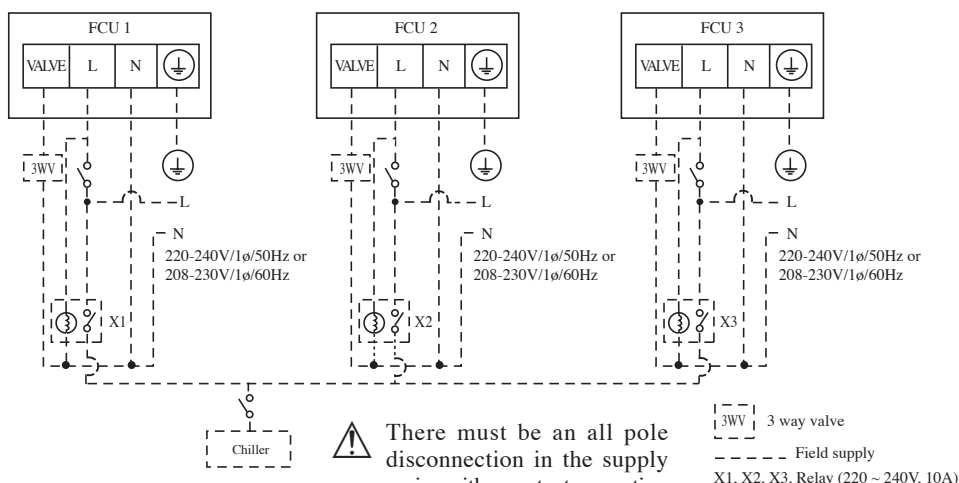 FCU 1
VALVE L N
3WV
L
N
220-240V/1ø/50Hz or
208-230V/1ø/60Hz
X1
FCU 2
VALVE L N
3WV
L
N
220-240V/1ø/50Hz or
208-230V/1ø/60Hz
X2
FCU 3
VALVE L N
3WV
L
N
220-240V/1ø/50Hz or
208-230V/1ø/60Hz
X3
Chiller
There must be an all pole
disconnection in the supply
3WV 3 way valve
Field supply
X1, X2, X3, Relay (220 ~ 240V, 10A)